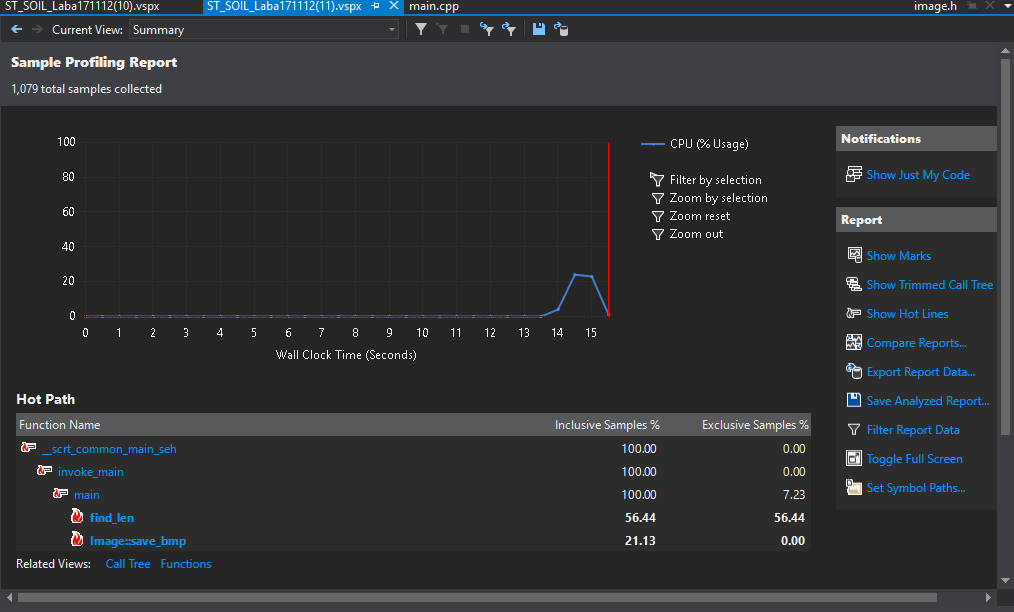 ST_SOIL_Laba171112(10).vspx ST_SOIL_Laba171112(11).vspx main.cpp image.h
Current View: Summary
Sample Profiling Report
1,079 total samples collected
100
80
60
40
20
0
0 1 2 3 4 5 6 7 8 9 10 11 12 13 14 15
Wall Clock Time (Seconds)
CPU (% Usage)
Filter by selection
Zoom by selection
Zoom reset
Zoom out
Notifications
Show Just My Code
Report
Show Marks
Show Trimmed Call Tree
Show Hot Lines
Compare Reports...
Export Report Data...
Save Analyzed Report...
Filter Report Data
Toggle Full Screen
Set Symbol Paths...
Hot Path
Function Name Inclusive Samples % Exclusive Samples %
__scrt_common_main_seh 100.00 0.00
invoke_main 100.00 0.00
main 100.00 7.23
find_len 56.44 56.44
Image::save_bmp 21.13 0.00
Related Views: Call Tree Functions